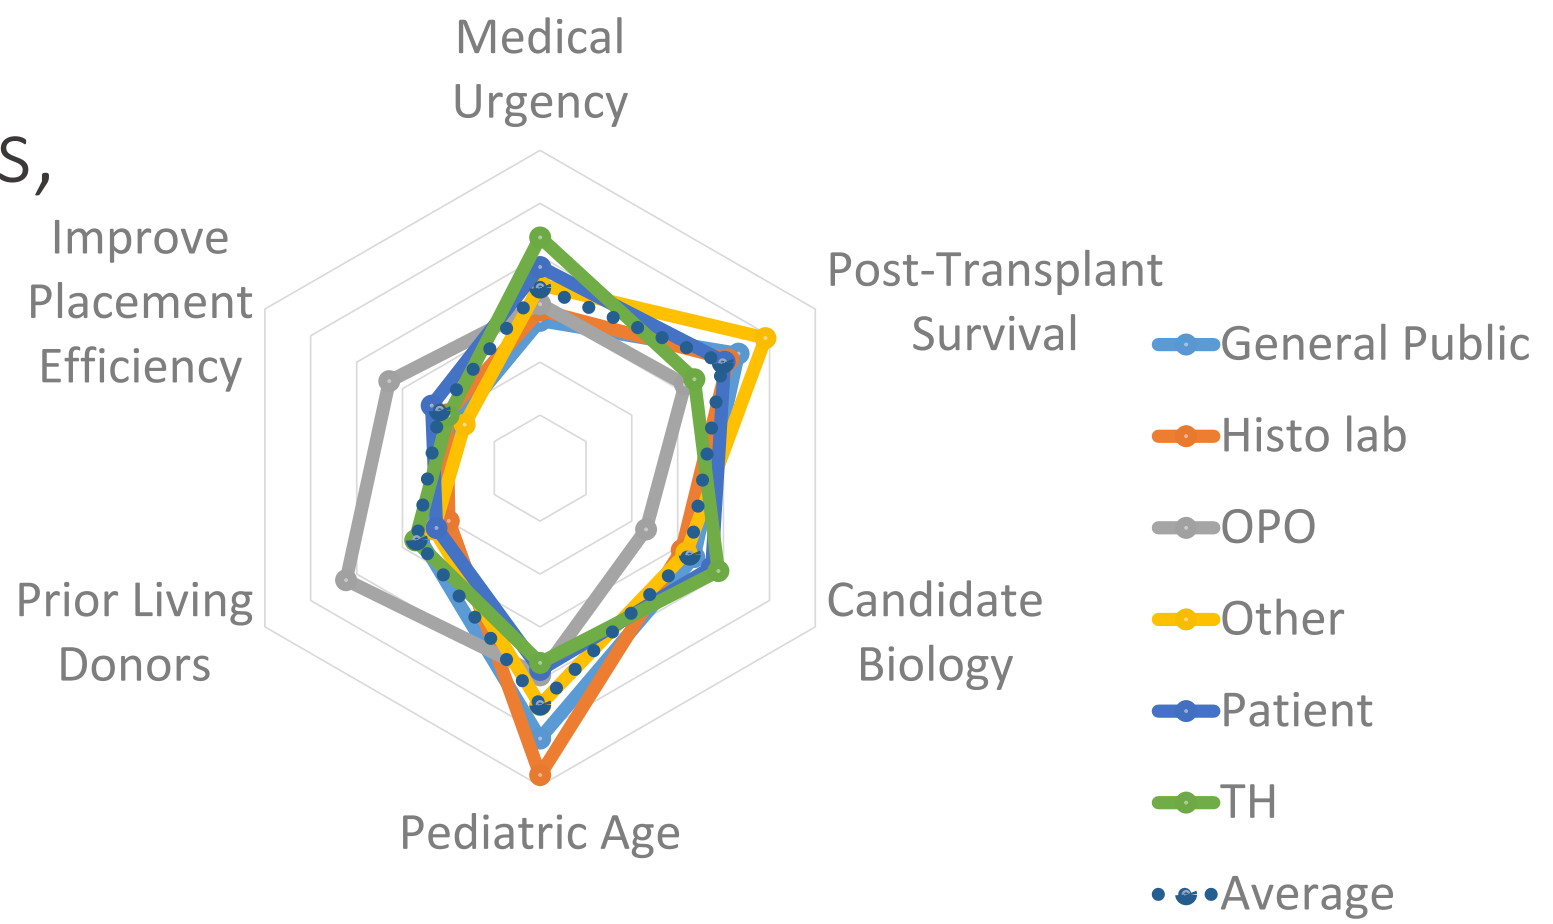 Medical
Urgency
s,
Improve
Placement
Efficiency
Post-Transplant
Survival
Prior Living
Donors
Candidate
Biology
Pediatric Age
General Public
Histo lab
OPO
Other
Patient
TH
Average